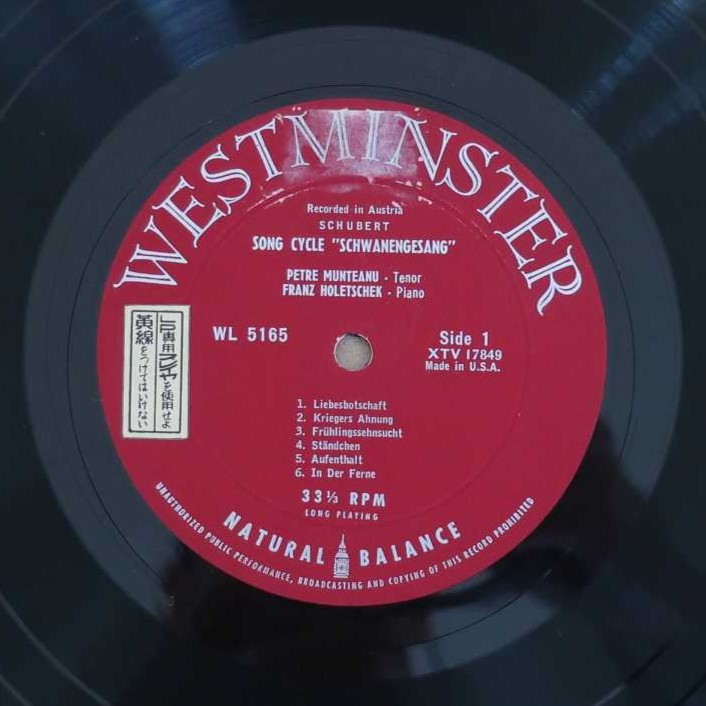 WESTMINSTER
Recorded in Austria
SCHUBERT
SONG CYCLE "SCHWANENGESANG"
PETRE MUNTEANU - Tenor
FRANZ HOLETSCHEK - Piano
LP専用マシンを使用せよ
黄線をつけてはいけない
WL 5165
Side 1
XTV 17849
Made in U.S.A.
1. Liebesbotschaft
2. Kriegers Ahnung
3. Frühlingssehnsucht
4. Ständchen
5. Aufenthalt
6. In Der Ferne
33⅓ RPM
LONG PLAYING
NATURAL BALANCE
UNAUTHORIZED PUBLIC PERFORMANCE, BROADCASTING AND COPYING OF THIS RECORD PROHIBITED